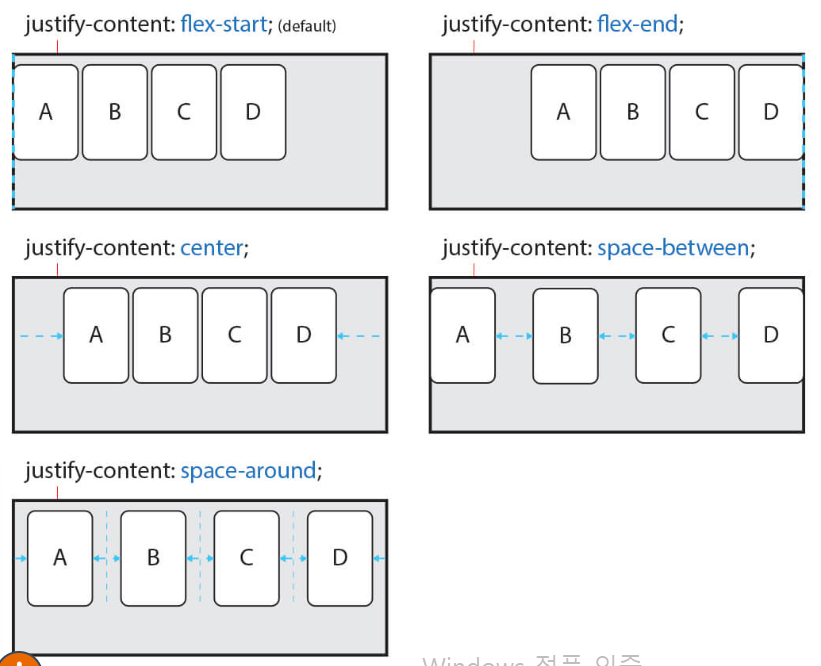 justify-content: flex-start; (default)
A B C D
justify-content: flex-end;
A B C D
justify-content: center;
A B C D
justify-content: space-between;
A B C D
justify-content: space-around;
A B C D
Windows 정품 인증